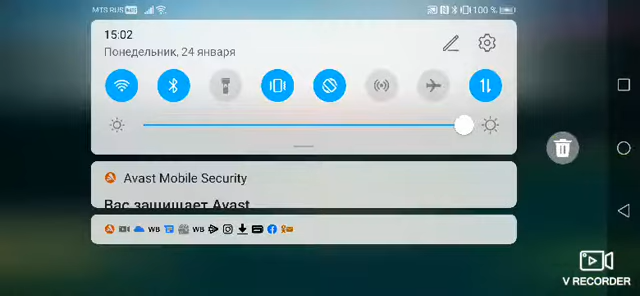 MTS RUS
100 %
15:02
Понедельник, 24 января
Avast Mobile Security
Вас защищает Avast
WB WB
V RECORDER